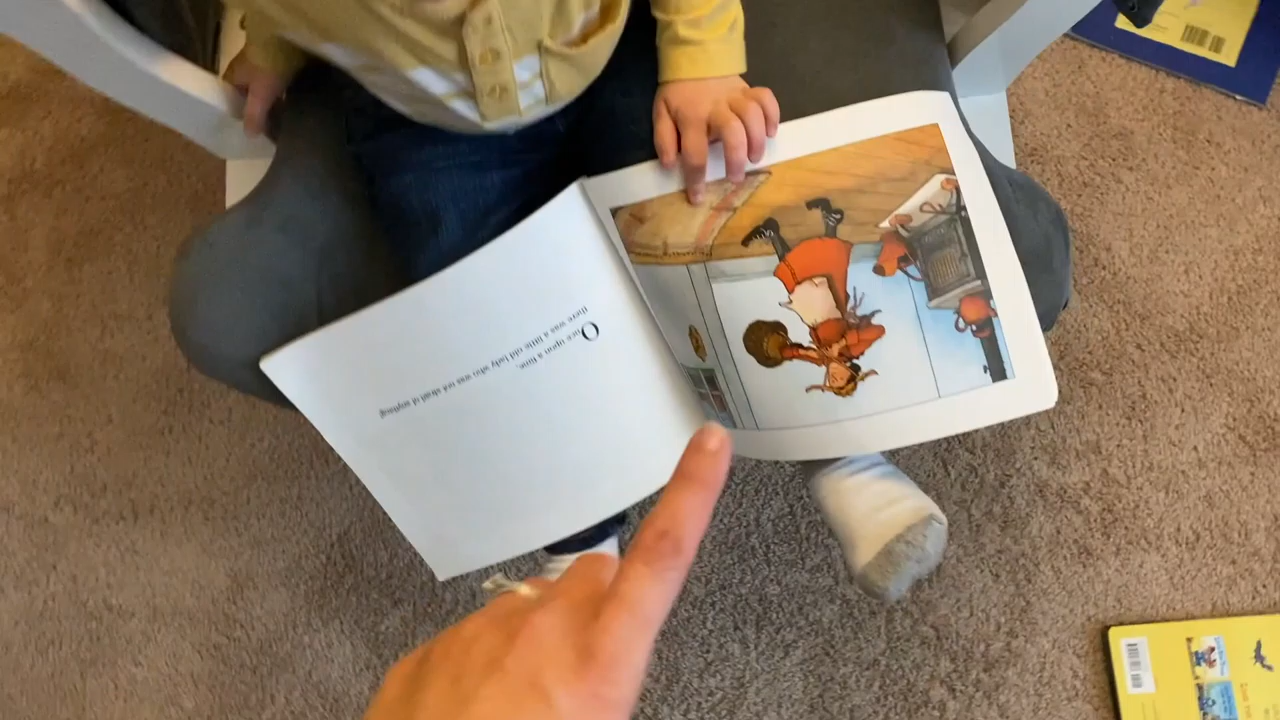 Once upon a time,
there was a little old lady who was not afraid of anything!